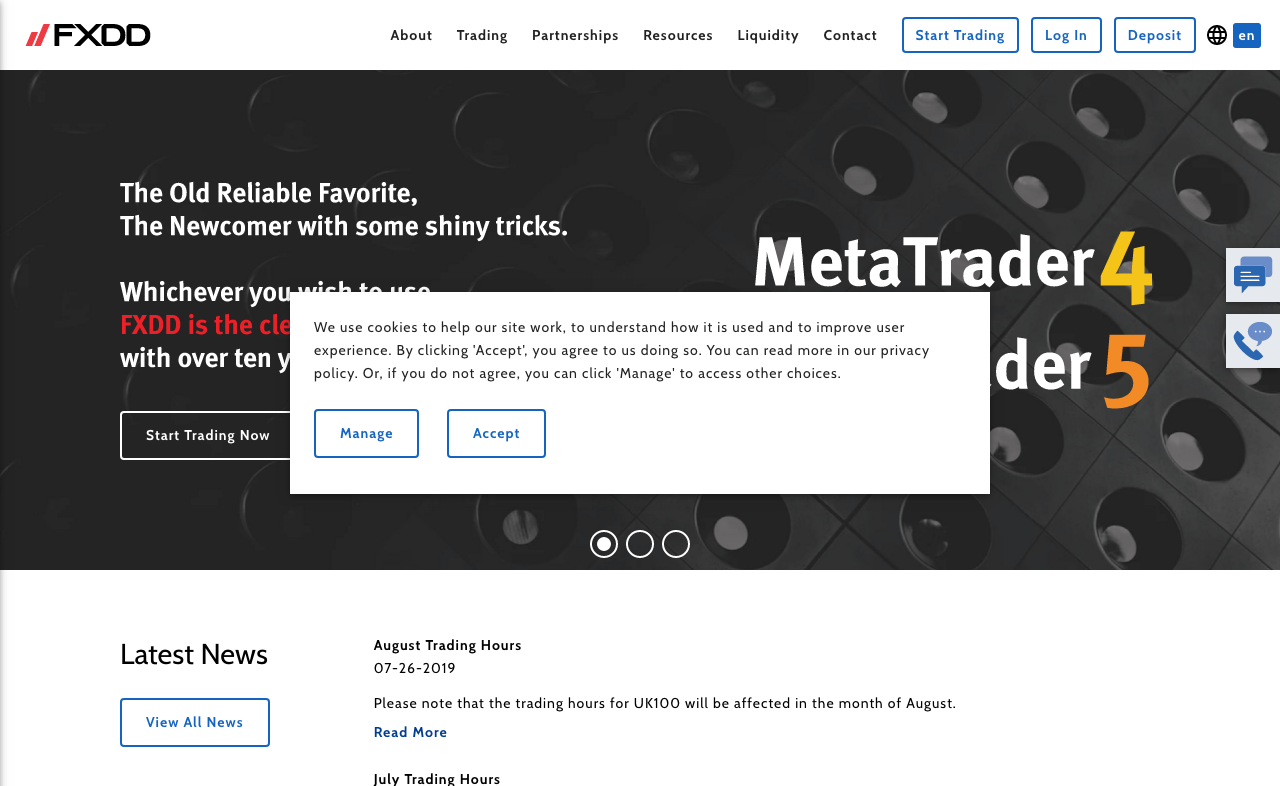 FXDD
About Trading Partnerships Resources Liquidity Contact Start Trading Log In Deposit en
The Old Reliable Favorite,
The Newcomer with some shiny tricks.
Whichever you wish to use
FXDD is the cle
with over ten y
Start Trading Now
MetaTrader 4
der 5
We use cookies to help our site work, to understand how it is used and to improve user
experience. By clicking 'Accept', you agree to us doing so. You can read more in our privacy
policy. Or, if you do not agree, you can click 'Manage' to access other choices.
Manage Accept
Latest News
View All News
August Trading Hours
07-26-2019
Please note that the trading hours for UK100 will be affected in the month of August.
Read More
July Trading Hours